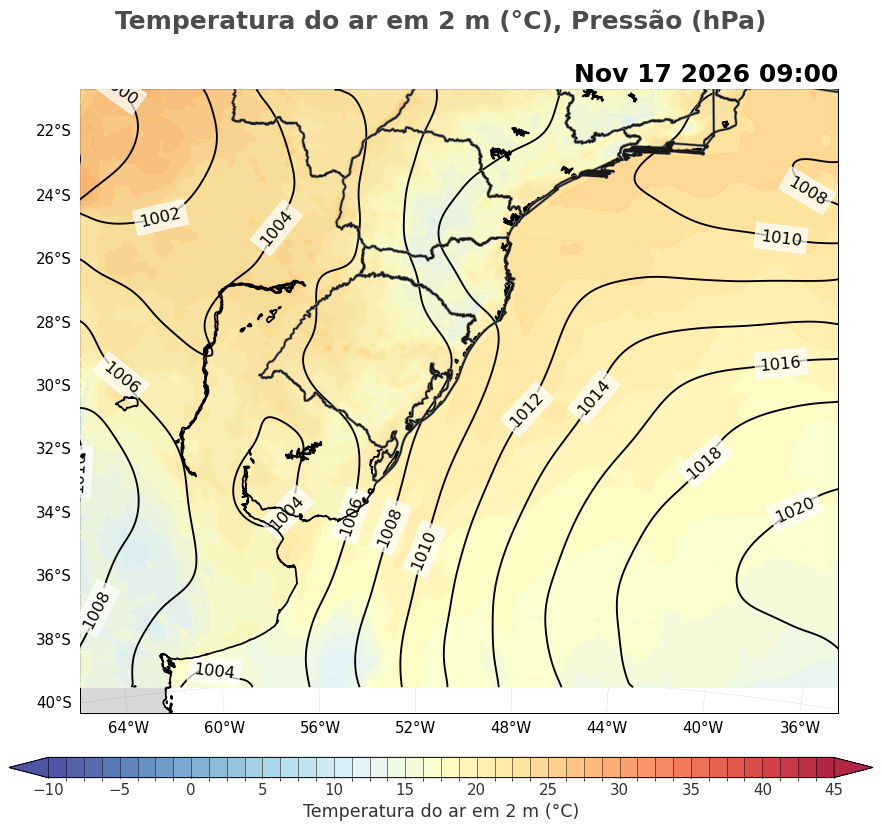 Temperatura do ar em 2 m (°C), Pressão (hPa)
Nov 17 2026 09:00
22°S
24°S
26°S
28°S
30°S
32°S
34°S
36°S
38°S
40°S
1002
1004
1008
1010
1006
1016
1014
1012
1018
1004
1006
1008
1010
1020
1008
1004
64°W
60°W
56°W
52°W
48°W
44°W
40°W
36°W
−10
−5
0
5
10
15
20
25
30
35
40
45
Temperatura do ar em 2 m (°C)